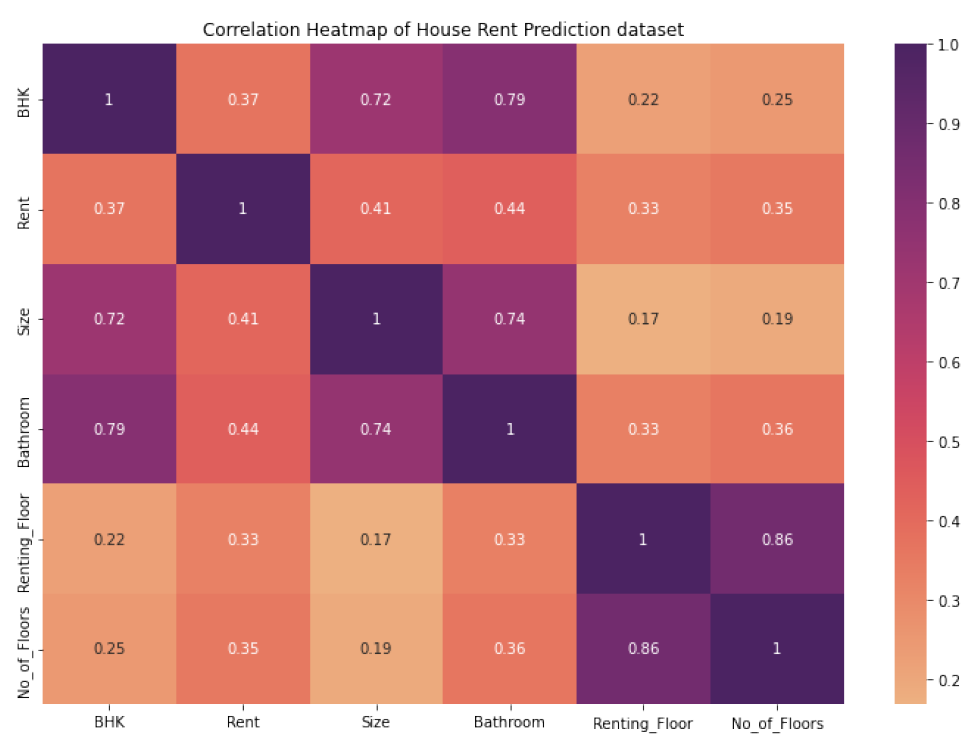 Correlation Heatmap of House Rent Prediction dataset
BHK 1 0.37 0.72 0.79 0.22 0.25
Rent 0.37 1 0.41 0.44 0.33 0.35
Size 0.72 0.41 1 0.74 0.17 0.19
Bathroom 0.79 0.44 0.74 1 0.33 0.36
Renting_Floor 0.22 0.33 0.17 0.33 1 0.86
No_of_Floors 0.25 0.35 0.19 0.36 0.86 1
BHK Rent Size Bathroom Renting_Floor No_of_Floors
1.0
0.9
0.8
0.7
0.6
0.5
0.4
0.3
0.2